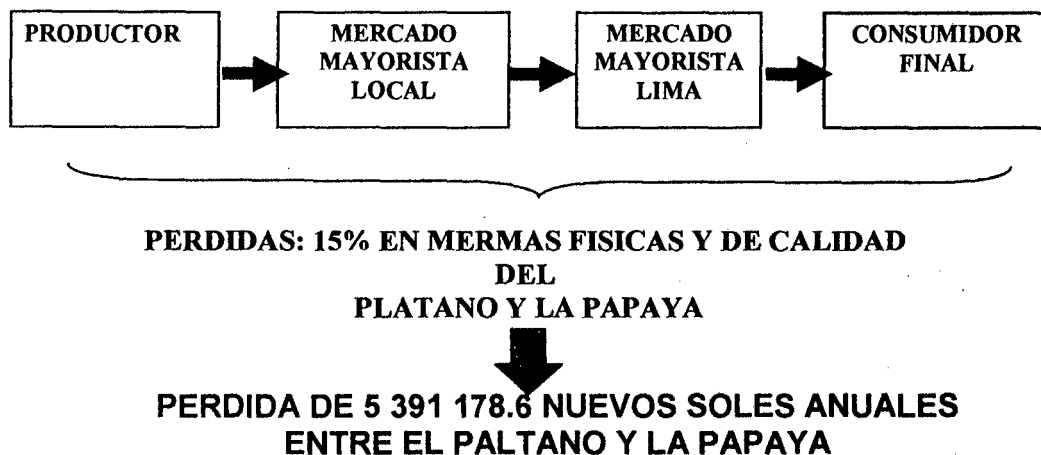 PRODUCTOR
MERCADO
MAYORISTA
LOCAL
MERCADO
MAYORISTA
LIMA
CONSUMIDOR
FINAL
PERDIDAS: 15% EN MERMAS FISICAS Y DE CALIDAD
DEL
PLATANO Y LA PAPAYA
PERDIDA DE 5 391 178.6 NUEVOS SOLES ANUALES
ENTRE EL PALTANO Y LA PAPAYA